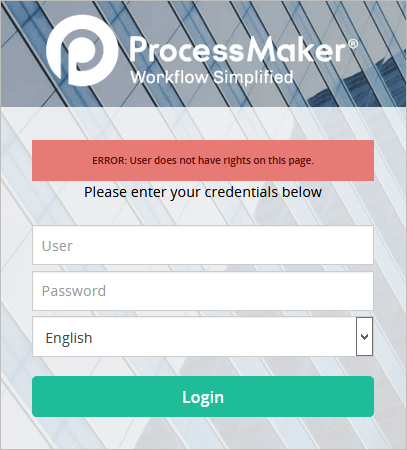 ProcessMaker®
Workflow Simplified
ERROR: User does not have rights on this page.
Please enter your credentials below
User
Password
English
Login